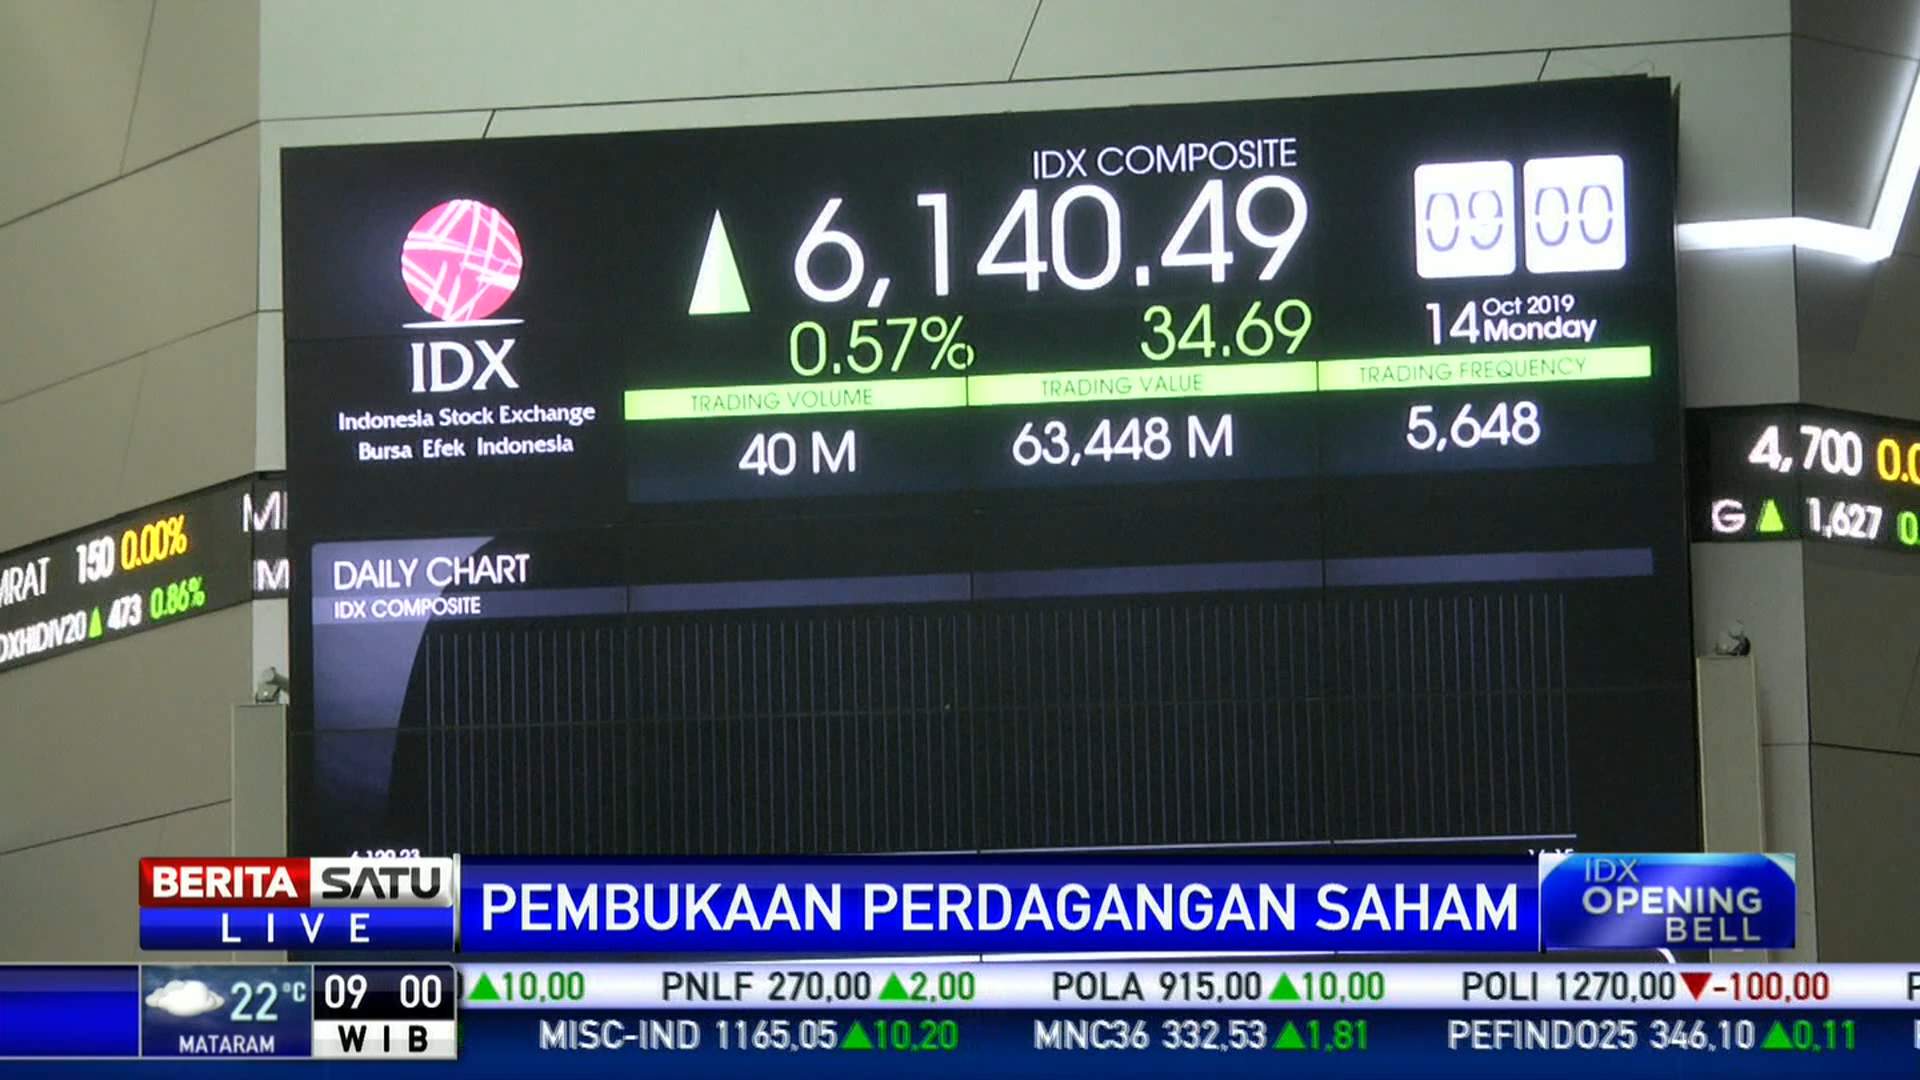 IDX COMPOSITE
6,140.49
0.57% 34.69
09 00
14 Oct 2019
Monday
IDX
Indonesia Stock Exchange
Bursa Efek Indonesia
TRADING VOLUME TRADING VALUE TRADING FREQUENCY
40 M 63,448 M 5,648
150 0.00%
473 0.86%
4,700
1,627
DAILY CHART
IDX COMPOSITE
BERITA SATU
LIVE
PEMBUKAAN PERDAGANGAN SAHAM
IDX
OPENING
BELL
22°C
MATARAM
09 00
WIB
▲10,00 PNLF 270,00▲2,00 POLA 915,00▲10,00 POLI 1270,00▼-100,00
MISC-IND 1165,05▲10,20 MNC36 332,53▲1,81 PEFINDO25 346,10▲0,11